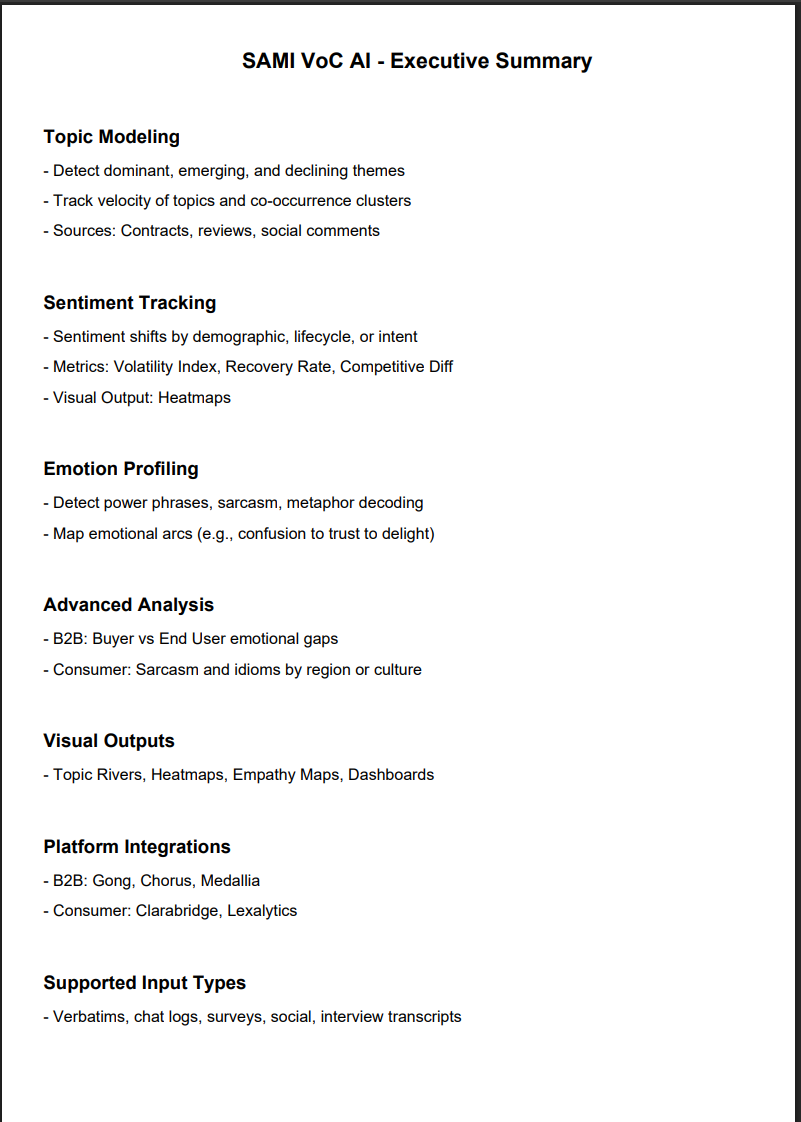 SAMI VoC AI - Executive Summary
Topic Modeling
- Detect dominant, emerging, and declining themes
- Track velocity of topics and co-occurrence clusters
- Sources: Contracts, reviews, social comments
Sentiment Tracking
- Sentiment shifts by demographic, lifecycle, or intent
- Metrics: Volatility Index, Recovery Rate, Competitive Diff
- Visual Output: Heatmaps
Emotion Profiling
- Detect power phrases, sarcasm, metaphor decoding
- Map emotional arcs (e.g., confusion to trust to delight)
Advanced Analysis
- B2B: Buyer vs End User emotional gaps
- Consumer: Sarcasm and idioms by region or culture
Visual Outputs
- Topic Rivers, Heatmaps, Empathy Maps, Dashboards
Platform Integrations
- B2B: Gong, Chorus, Medallia
- Consumer: Clarabridge, Lexalytics
Supported Input Types
- Verbatims, chat logs, surveys, social, interview transcripts